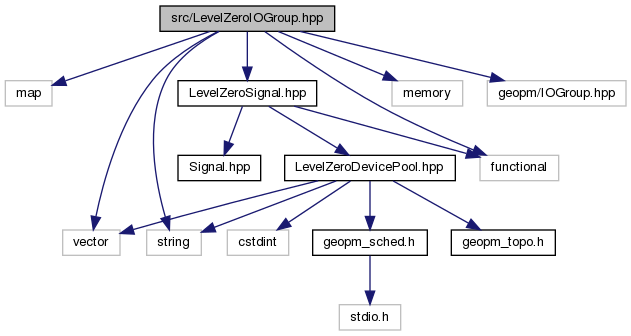 src/LevelZeroIOGroup.hpp
map
LevelZeroSignal.hpp
memory
geopm/IOGroup.hpp
Signal.hpp
LevelZeroDevicePool.hpp
functional
vector
string
cstdint
geopm_sched.h
geopm_topo.h
stdio.h